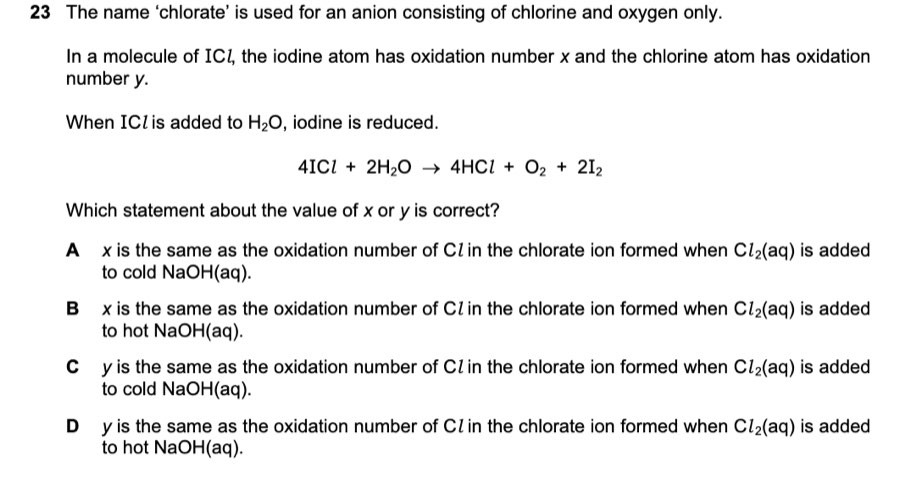 23 The name ‘chlorate’ is used for an anion consisting of chlorine and oxygen only.
In a molecule of ICl, the iodine atom has oxidation number x and the chlorine atom has oxidation
number y.
When ICl is added to H₂O, iodine is reduced.
4ICl + 2H₂O → 4HCl + O₂ + 2I₂
Which statement about the value of x or y is correct?
A x is the same as the oxidation number of Cl in the chlorate ion formed when Cl₂(aq) is added
to cold NaOH(aq).
B x is the same as the oxidation number of Cl in the chlorate ion formed when Cl₂(aq) is added
to hot NaOH(aq).
C y is the same as the oxidation number of Cl in the chlorate ion formed when Cl₂(aq) is added
to cold NaOH(aq).
D y is the same as the oxidation number of Cl in the chlorate ion formed when Cl₂(aq) is added
to hot NaOH(aq).